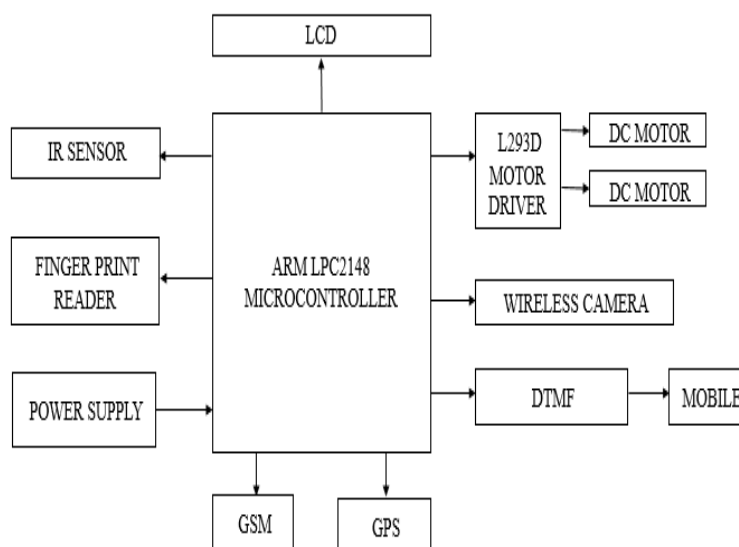 LCD
IR SENSOR
L293D
MOTOR
DRIVER
DC MOTOR
DC MOTOR
FINGER PRINT
READER
ARM LPC2148
MICROCONTROLLER
WIRELESS CAMERA
POWER SUPPLY
DTMF
MOBILE
GSM
GPS